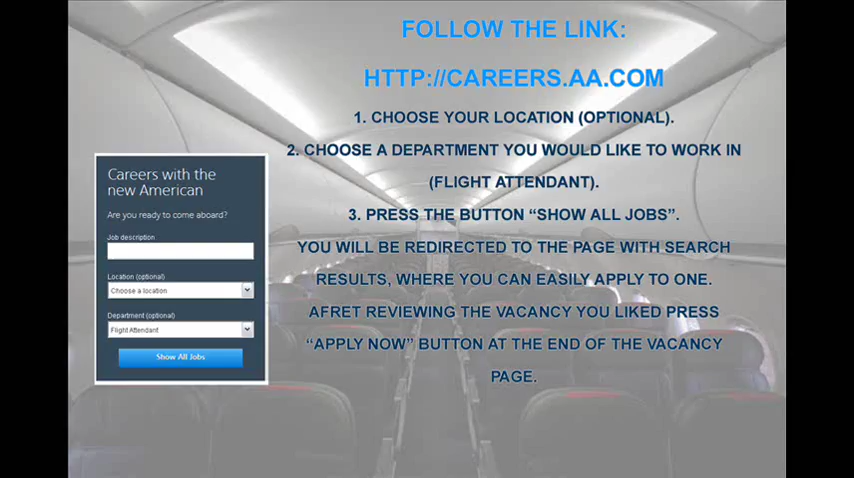 FOLLOW THE LINK:
HTTP://CAREERS.AA.COM
1. CHOOSE YOUR LOCATION (OPTIONAL).
2. CHOOSE A DEPARTMENT YOU WOULD LIKE TO WORK IN
(FLIGHT ATTENDANT).
3. PRESS THE BUTTON “SHOW ALL JOBS”.
YOU WILL BE REDIRECTED TO THE PAGE WITH SEARCH
RESULTS, WHERE YOU CAN EASILY APPLY TO ONE.
AFRET REVIEWING THE VACANCY YOU LIKED PRESS
“APPLY NOW” BUTTON AT THE END OF THE VACANCY
PAGE.
Careers with the
new American
Are you ready to come aboard?
Job description
Location (optional)
Choose a location
Department (optional)
Flight Attendant
Show All Jobs